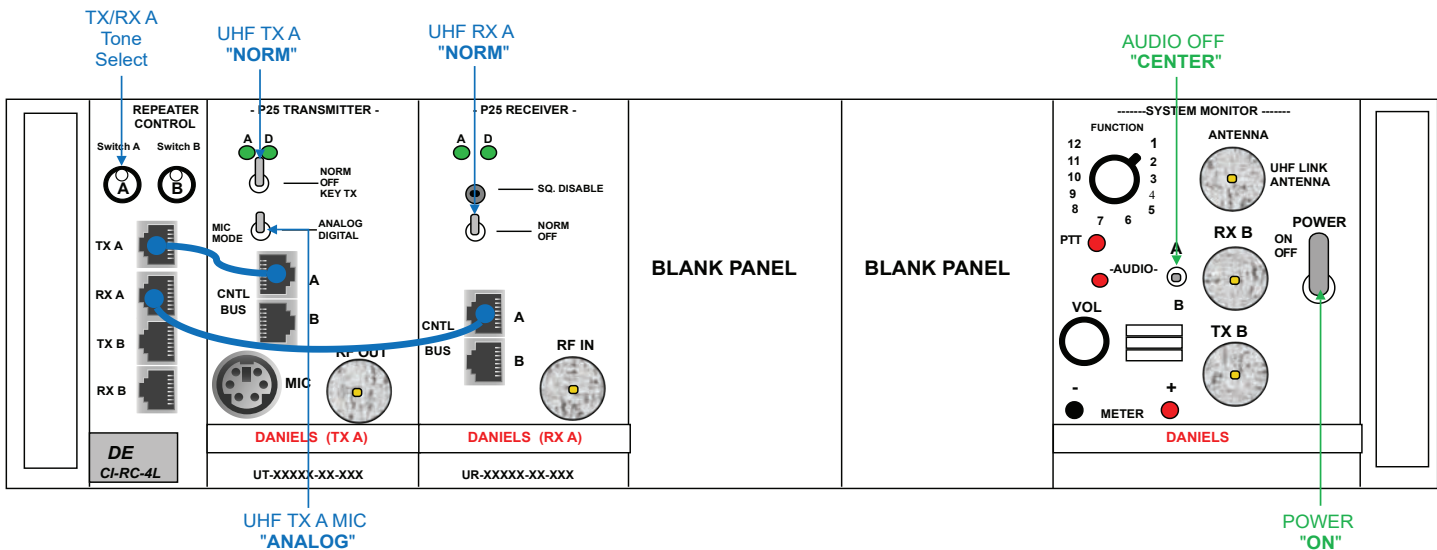 TX/RX A
Tone
Select
UHF TX A
"NORM"
UHF RX A
"NORM"
AUDIO OFF
"CENTER"
REPEATER
CONTROL
Switch A Switch B
A B
TX A
RX A
TX B
RX B
DE
CI-RC-4L
- P25 TRANSMITTER -
A D
NORM
OFF
KEY TX
MIC
MODE
ANALOG
DIGITAL
CNTL
BUS
A
B
MIC
RF OUT
DANIELS (TX A)
UT-XXXXX-XX-XXX
- P25 RECEIVER -
A D
SQ. DISABLE
NORM
OFF
CNTL
BUS
A
B
RF IN
DANIELS (RX A)
UR-XXXXX-XX-XXX
BLANK PANEL
BLANK PANEL
-------SYSTEM MONITOR -------
FUNCTION
12 1
11 2
10 3
9 4
8 5
7 6
PTT
-AUDIO-
A
B
VOL
- +
METER
ANTENNA
UHF LINK
ANTENNA
RX B
TX B
POWER
ON
OFF
DANIELS
UHF TX A MIC
"ANALOG"
POWER
"ON"